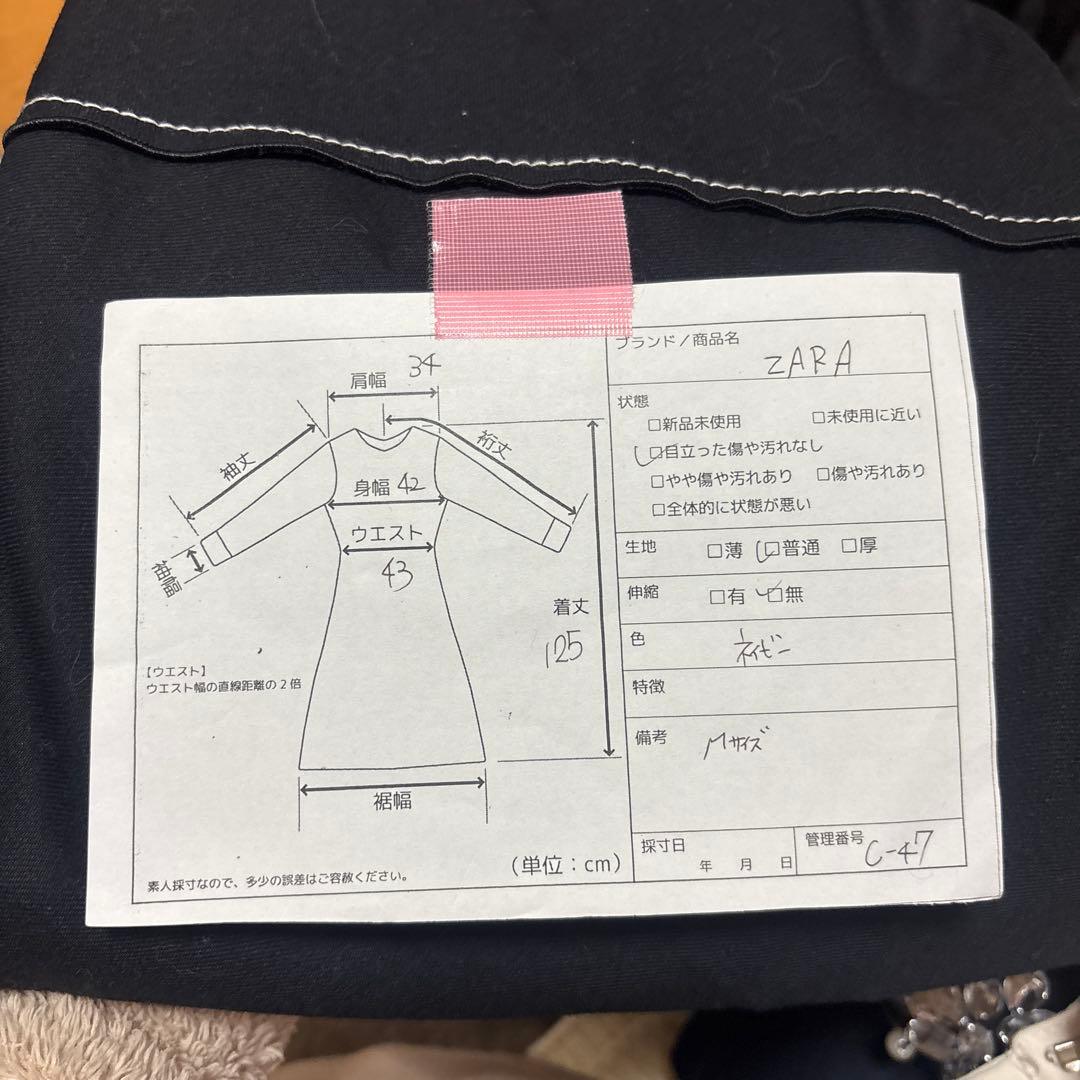 肩幅 34
袖丈
裄丈
身幅 42
ウエスト
43
袖幅
着丈
125
【ウエスト】
ウエスト幅の直線距離の2倍
裾幅
(単位:cm)
素人採寸なので、多少の誤差はご容赦ください。
ブランド/商品名
ZARA
状態
□新品未使用 □未使用に近い
□目立った傷や汚れなし
□やや傷や汚れあり □傷や汚れあり
□全体的に状態が悪い
生地 □薄 □普通 □厚
伸縮 □有 □無
色 ネイビー
特徴
備考 Mサイズ
採寸日 年 月 日
管理番号 C-47